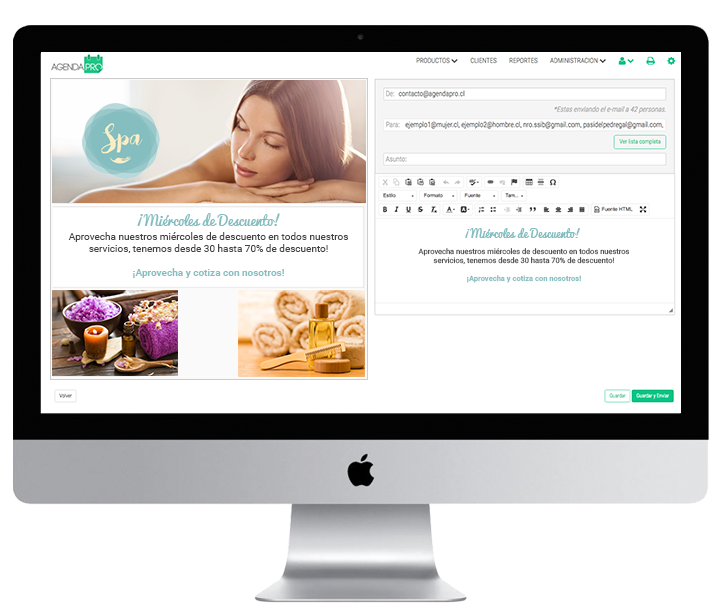 AGENDA PRO
PRODUCTOS CLIENTES REPORTES ADMINISTRACIÓN
Spa
¡Miércoles de Descuento!
Aprovecha nuestros miércoles de descuento en todos nuestros
servicios, tenemos desde 30 hasta 70% de descuento!
¡Aprovecha y cotiza con nosotros!
De: contacto@agendapro.cl
*Estas enviando el e-mail a 42 personas.
Para: ejemplo1@mujer.cl, ejemplo2@hombre.cl, nro.ssib@gmail.com, pasidelpedregal@gmail.com,
Ver lista completa
Asunto:
Estilo Formato Fuente Tam...
B I U S Tx A A Fuente HTML
¡Miércoles de Descuento!
Aprovecha nuestros miércoles de descuento en todos nuestros
servicios, tenemos desde 30 hasta 70% de descuento!
¡Aprovecha y cotiza con nosotros!
Volver
Guardar Guardar y Enviar